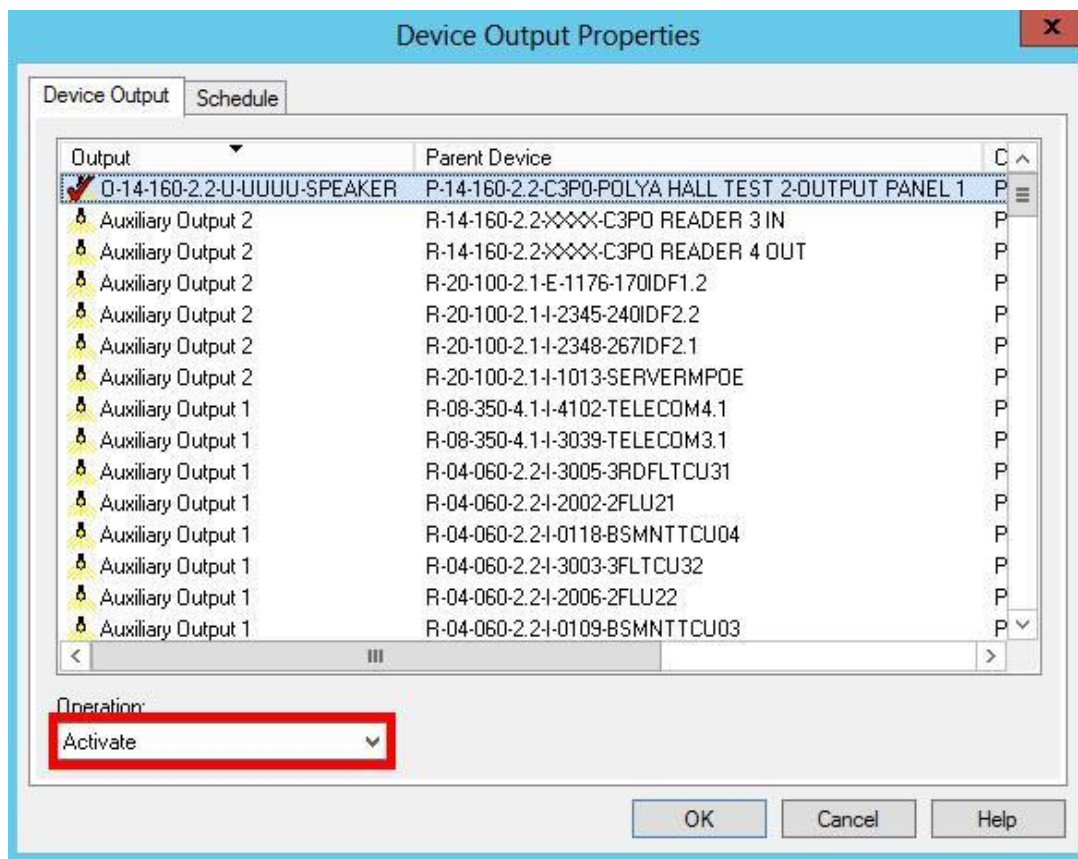 Device Output Properties
x
Device Output Schedule
Output Parent Device C
O-14-160-2.2-U-UUUU-SPEAKER P-14-160-2.2-C3P0-POLYA HALL TEST 2-OUTPUT PANEL 1 P
Auxiliary Output 2 R-14-160-2.2-XXXX-C3PO READER 3 IN P
Auxiliary Output 2 R-14-160-2.2-XXXX-C3PO READER 4 OUT P
Auxiliary Output 2 R-20-100-2.1-E-1176-170IDF1.2 P
Auxiliary Output 2 R-20-100-2.1-I-2345-240IDF2.2 P
Auxiliary Output 2 R-20-100-2.1-I-2348-267IDF2.1 P
Auxiliary Output 2 R-20-100-2.1-I-1013-SERVERMPOE P
Auxiliary Output 1 R-08-350-4.1-I-4102-TELECOM4.1 P
Auxiliary Output 1 R-08-350-4.1-I-3039-TELECOM3.1 P
Auxiliary Output 1 R-04-060-2.2-I-3005-3RDFLTCU31 P
Auxiliary Output 1 R-04-060-2.2-I-2002-2FLU21 P
Auxiliary Output 1 R-04-060-2.2-I-0118-BSMNTTCU04 P
Auxiliary Output 1 R-04-060-2.2-I-3003-3FLTCU32 P
Auxiliary Output 1 R-04-060-2.2-I-2006-2FLU22 P
Auxiliary Output 1 R-04-060-2.2-I-0109-BSMNTTCU03 P
Operation:
Activate
OK Cancel Help